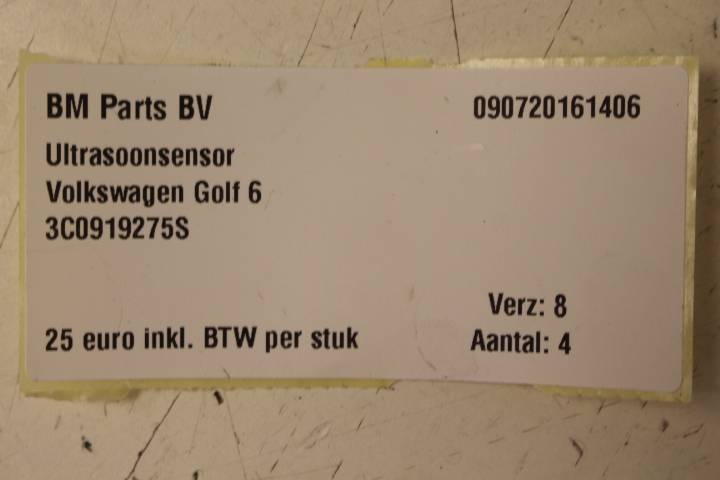 BM Parts BV 090720161406
Ultrasoonsensor
Volkswagen Golf 6
3C0919275S
Verz: 8
25 euro inkl. BTW per stuk Aantal: 4